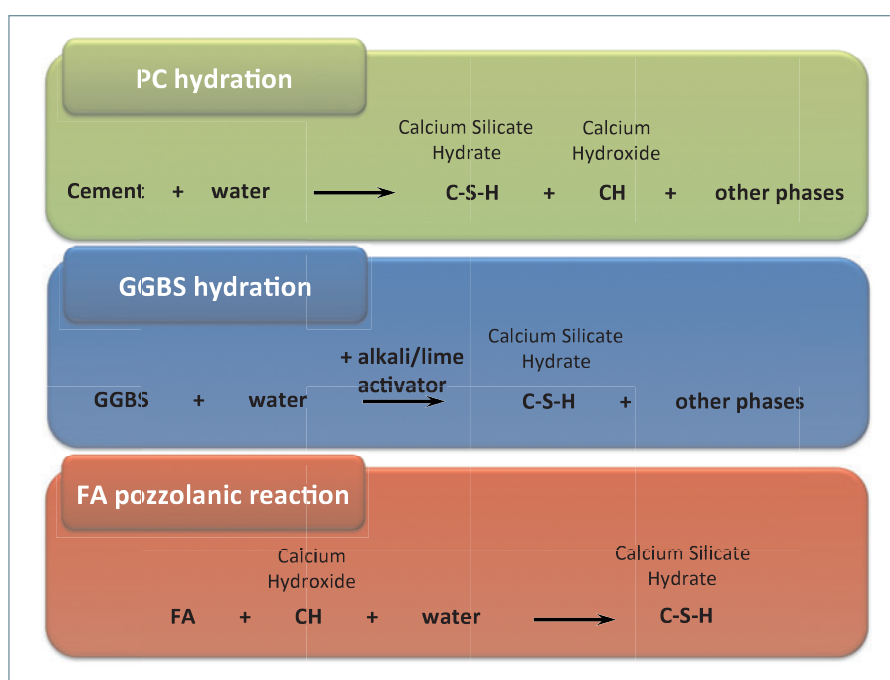 PC hydration
Calcium Silicate Calcium
Hydrate Hydroxide
Cement + water C-S-H + CH + other phases
GGBS hydration
Calcium Silicate
+ alkali/lime Hydrate
activator
GGBS + water C-S-H + other phases
FA pozzolanic reaction
Calcium Calcium Silicate
Hydroxide Hydrate
FA + CH + water C-S-H